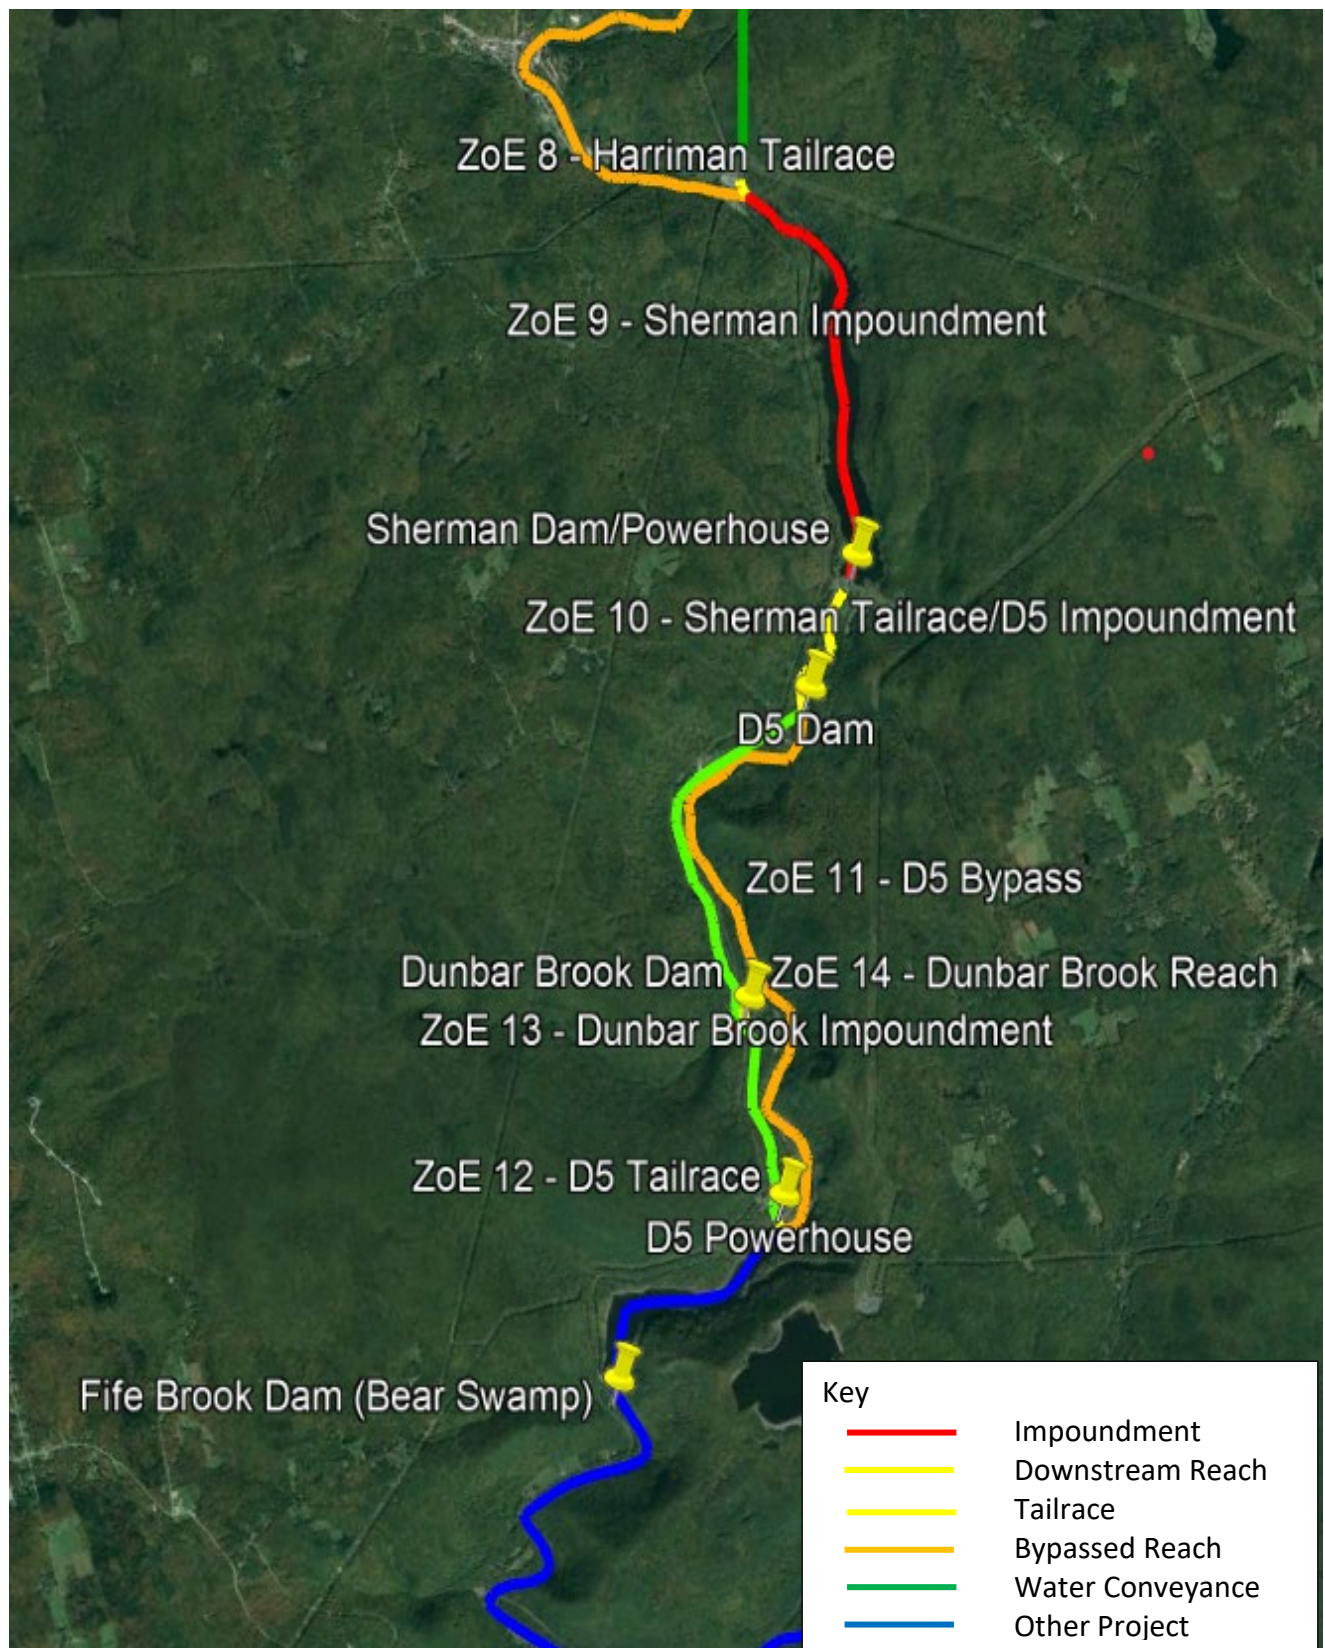 ZoE 8 - Harriman Tailrace
ZoE 9 - Sherman Impoundment
Sherman Dam/Powerhouse
ZoE 10 - Sherman Tailrace/D5 Impoundment
D5 Dam
ZoE 11 - D5 Bypass
Dunbar Brook Dam
ZoE 14 - Dunbar Brook Reach
ZoE 13 - Dunbar Brook Impoundment
ZoE 12 - D5 Tailrace
D5 Powerhouse
Fife Brook Dam (Bear Swamp)
Key
Impoundment
Downstream Reach
Tailrace
Bypassed Reach
Water Conveyance
Other Project